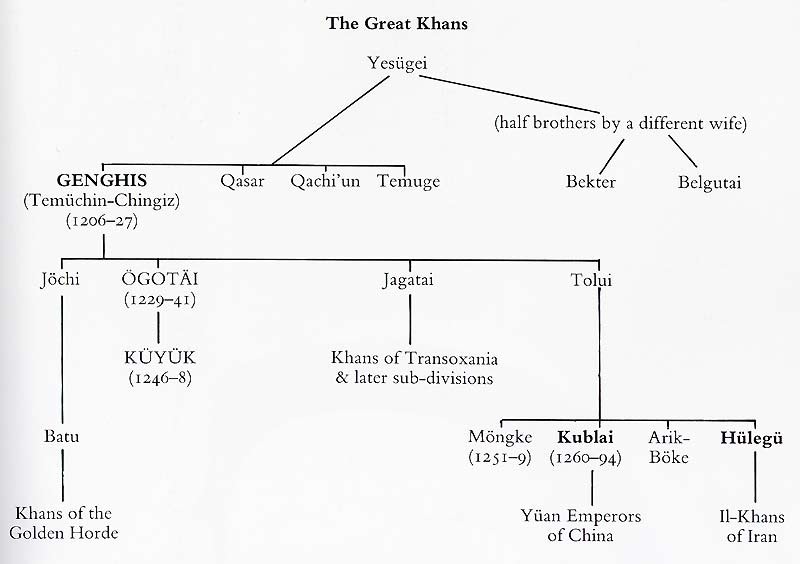 The Great Khans
Yesügei
(half brothers by a different wife)
GENGHIS
(Temüchin-Chingiz)
(1206–27)
Qasar
Qachi'un
Temuge
Bekter
Belgutai
Jöchi
ÖGOTÄI
(1229–41)
Jagatai
Tolui
KÜYÜK
(1246–8)
Khans of Transoxania
& later sub-divisions
Batu
Möngke
(1251–9)
Kublai
(1260–94)
Arik-
Böke
Hülegü
Khans of the
Golden Horde
Yüan Emperors
of China
Il-Khans
of Iran